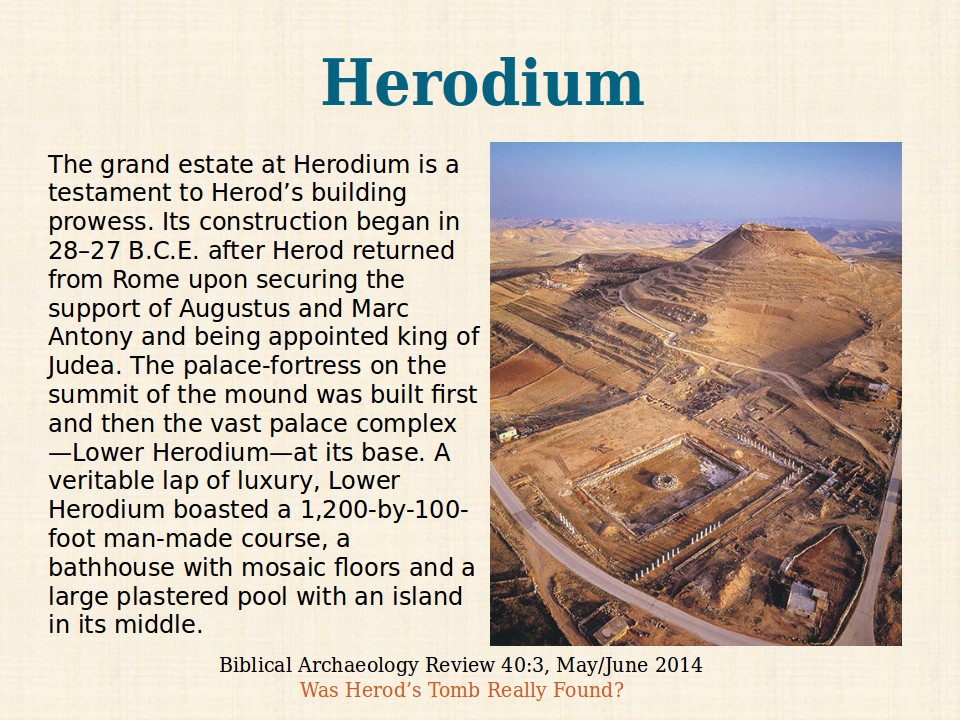 Herodium
The grand estate at Herodium is a
testament to Herod’s building
prowess. Its construction began in
28–27 B.C.E. after Herod returned
from Rome upon securing the
support of Augustus and Marc
Antony and being appointed king of
Judea. The palace-fortress on the
summit of the mound was built first
and then the vast palace complex
—Lower Herodium—at its base. A
veritable lap of luxury, Lower
Herodium boasted a 1,200-by-100-
foot man-made course, a
bathhouse with mosaic floors and a
large plastered pool with an island
in its middle.
Biblical Archaeology Review 40:3, May/June 2014
Was Herod’s Tomb Really Found?